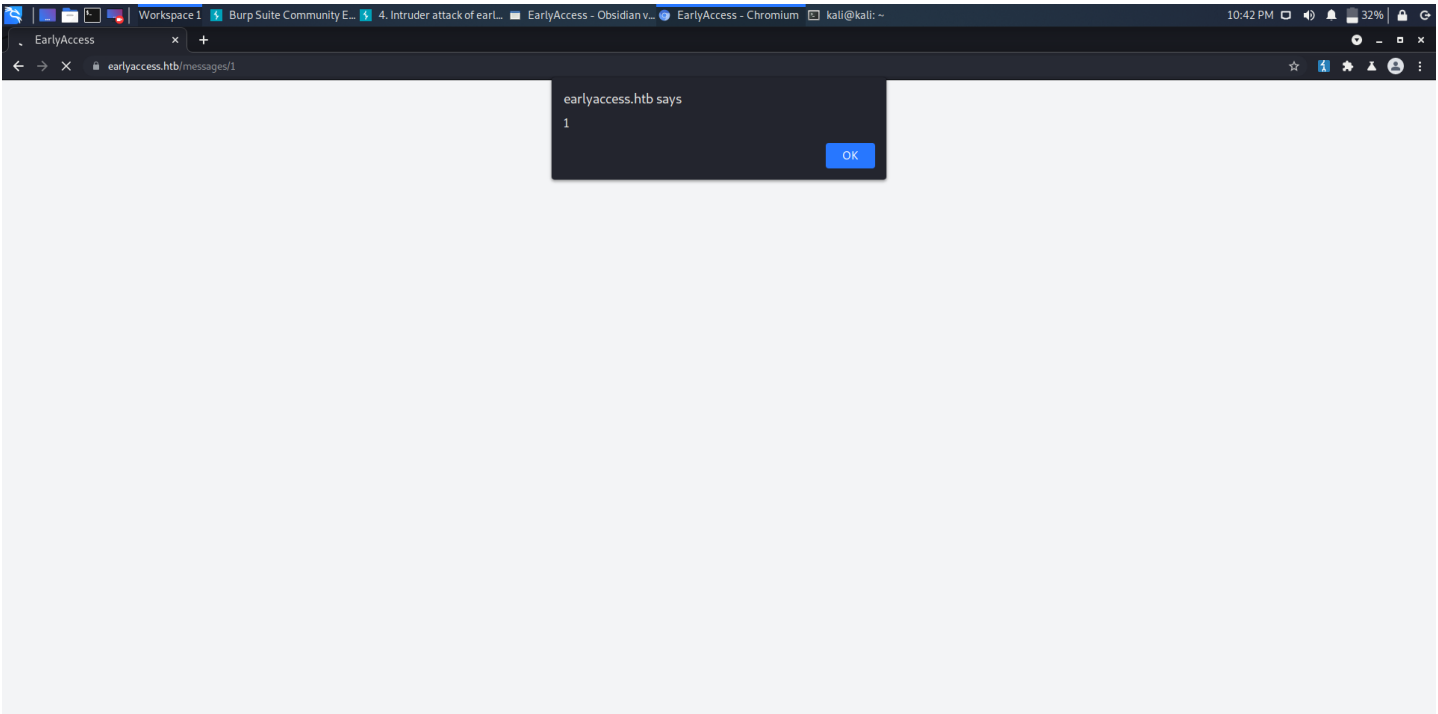 Workspace 1 Burp Suite Community E... 4. Intruder attack of earl... EarlyAccess - Obsidian v... EarlyAccess - Chromium kali@kali: ~ 10:42 PM 32%
EarlyAccess
earlyaccess.htb/messages/1
earlyaccess.htb says
1
OK